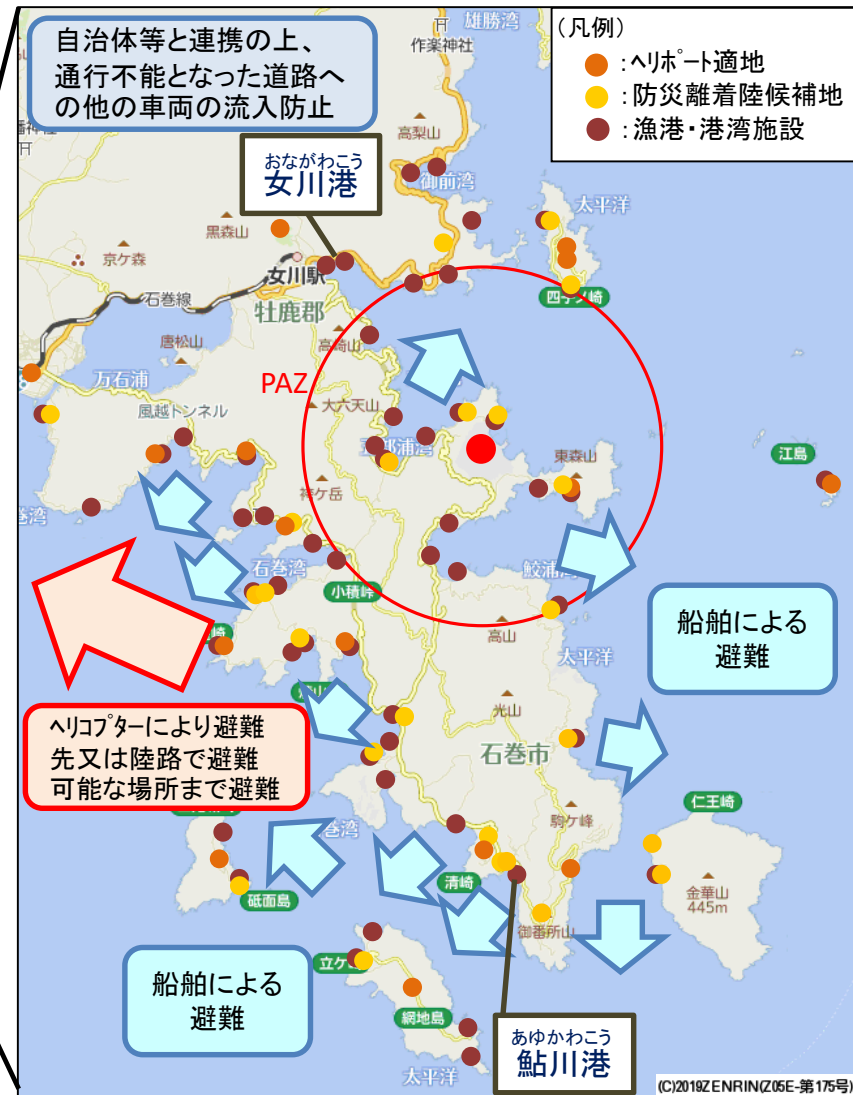 自治体等と連携の上、
通行不能となった道路へ
の他の車両の流入防止
(凡例)
：ヘリポート適地
：防災離着陸候補地
：漁港・港湾施設
雄勝湾
作楽神社
高梨山
御前湾
太平洋
おながわこう
女川港
黒森山
京ケ森
女川駅
石巻線
牡鹿郡
四子ノ崎
高崎山
唐松山
万石浦
PAZ
大六天山
風越トンネル
五部浦湾
東森山
江島
袴ケ岳
石巻湾
小積峠
鮫浦湾
高山
太平洋
船舶による
避難
光山
石巻市
ヘリコプターにより避難
先又は陸路で避難
可能な場所まで避難
駒ケ峰
仁王崎
金華山
445m
清崎
砥面島
御番所山
船舶による
避難
網地島
太平洋
あゆかわこう
鮎川港
(C)2019ZENRIN(Z05E-第175号)